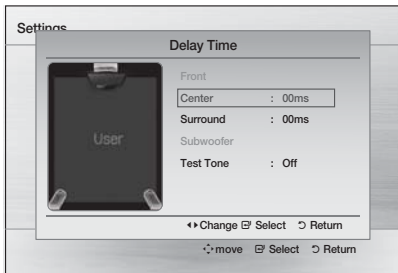 Settings
Delay Time
User
Front
Center : 00ms
Surround : 00ms
Subwoofer
Test Tone : Off
Change Select Return
move Select Return